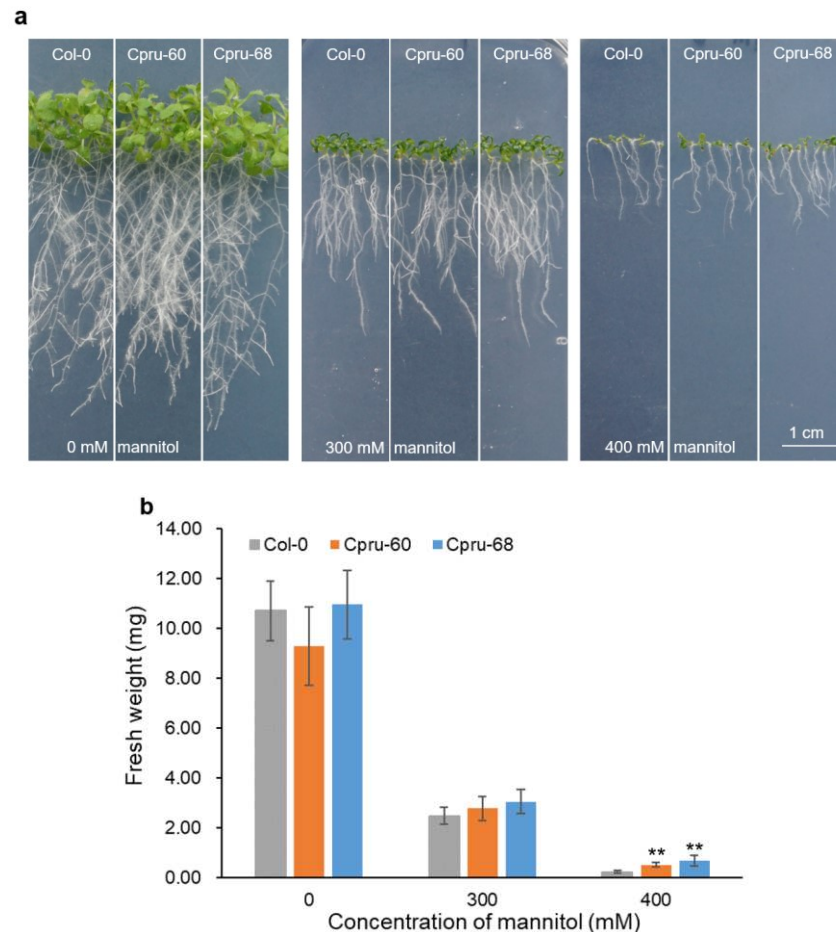 a
Col-0 Cpru-60 Cpru-68
Col-0 Cpru-60 Cpru-68
Col-0 Cpru-60 Cpru-68
0 mM mannitol
300 mM mannitol
400 mM mannitol
1 cm
b
14.00
12.00
10.00
8.00
6.00
4.00
2.00
0.00
Fresh weight (mg)
Col-0 Cpru-60 Cpru-68
** **
0 300 400
Concentration of mannitol (mM)